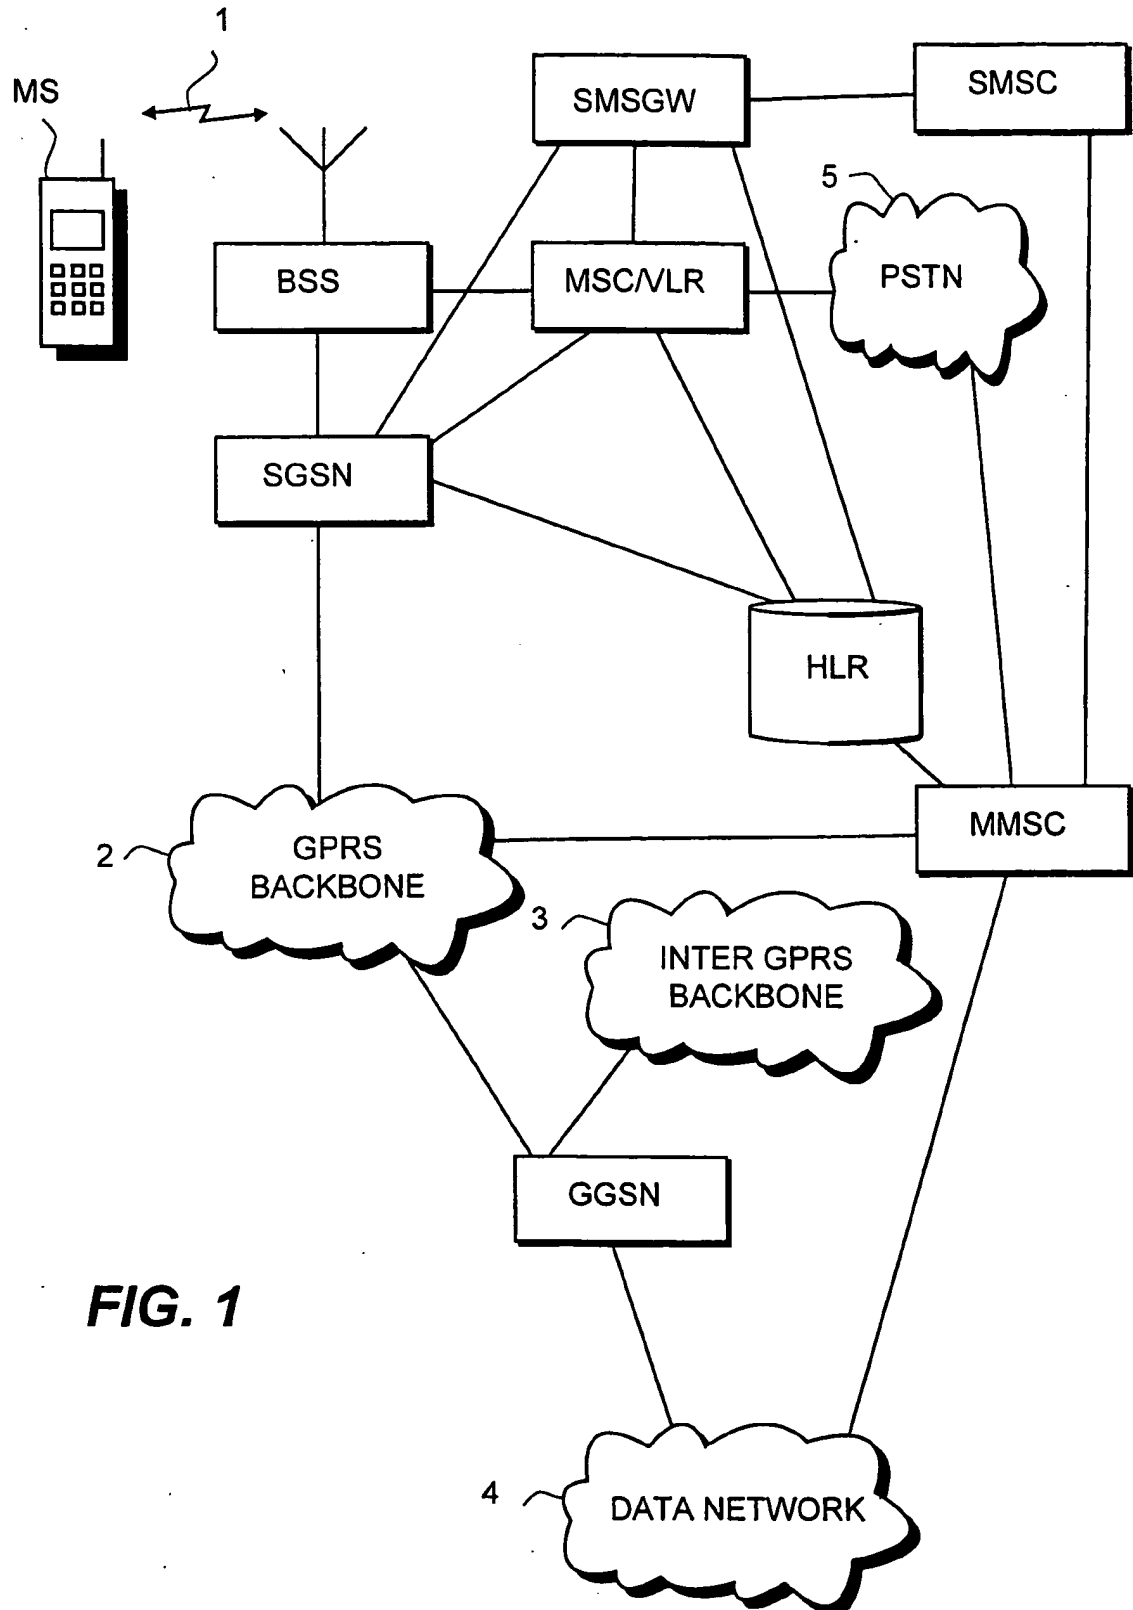 1
MS
SMSGW
SMSC
5
BSS
MSC/VLR
PSTN
SGSN
HLR
2
GPRS
BACKBONE
MMSC
3
INTER GPRS
BACKBONE
GGSN
FIG. 1
4
DATA NETWORK